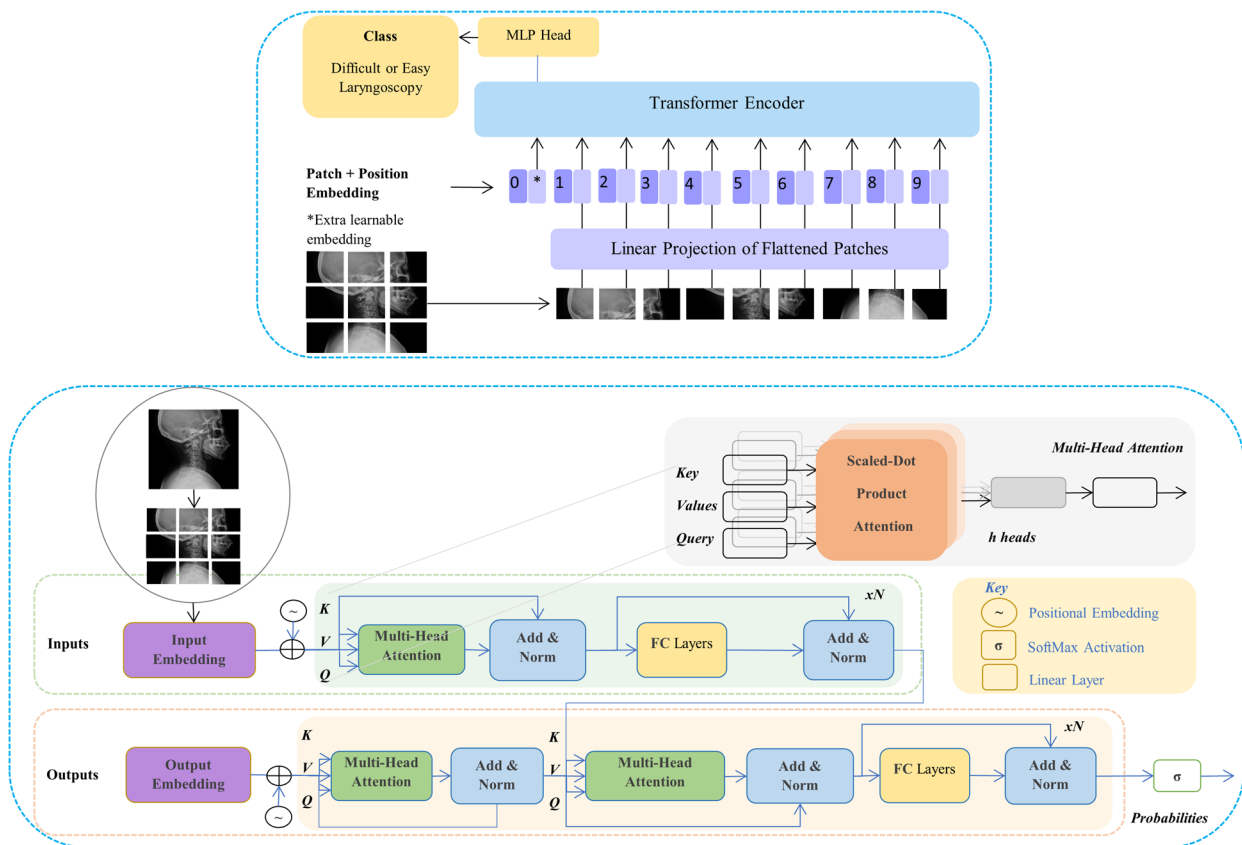 Class
Difficult or Easy
Laryngoscopy
MLP Head
Transformer Encoder
Patch + Position
Embedding
0 * 1 2 3 4 5 6 7 8 9
*Extra learnable
embedding
Linear Projection of Flattened Patches
Multi-Head Attention
Key
Values
Query
Scaled-Dot
Product
Attention
h heads
Key
~ Positional Embedding
σ SoftMax Activation
Linear Layer
Inputs
Input
Embedding
~
K
V
Q
Multi-Head
Attention
Add &
Norm
FC Layers
Add &
Norm
xN
Outputs
Output
Embedding
~
K
V
Q
Multi-Head
Attention
Add &
Norm
K
V
Q
Multi-Head
Attention
Add &
Norm
FC Layers
Add &
Norm
xN
σ
Probabilities